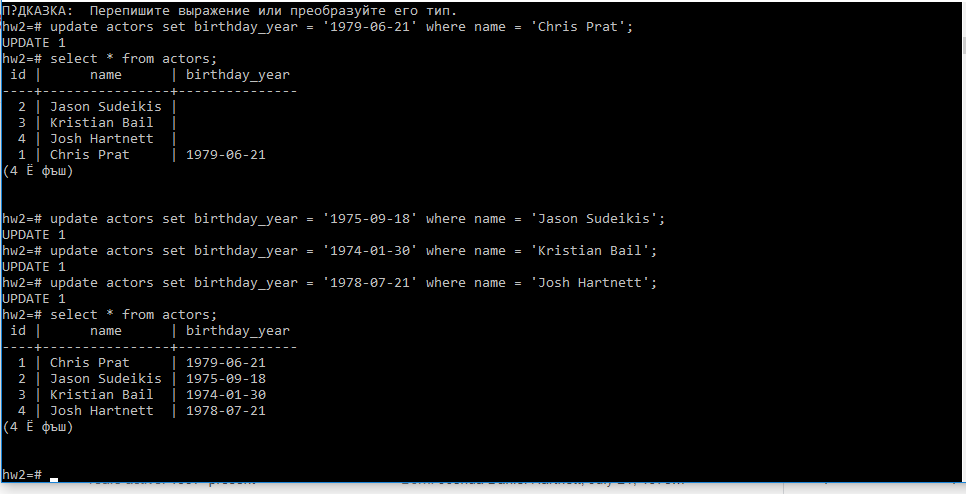 П?ДКАЗКА:  Перепишите выражение или преобразуйте его тип.
hw2=# update actors set birthday_year = '1979-06-21' where name = 'Chris Prat';
UPDATE 1
hw2=# select * from actors;
 id |      name      | birthday_year
----+----------------+---------------
  2 | Jason Sudeikis |
  3 | Kristian Bail  |
  4 | Josh Hartnett  |
  1 | Chris Prat     | 1979-06-21
(4 Ё фъш)
hw2=# update actors set birthday_year = '1975-09-18' where name = 'Jason Sudeikis';
UPDATE 1
hw2=# update actors set birthday_year = '1974-01-30' where name = 'Kristian Bail';
UPDATE 1
hw2=# update actors set birthday_year = '1978-07-21' where name = 'Josh Hartnett';
UPDATE 1
hw2=# select * from actors;
 id |      name      | birthday_year
----+----------------+---------------
  1 | Chris Prat     | 1979-06-21
  2 | Jason Sudeikis | 1975-09-18
  3 | Kristian Bail  | 1974-01-30
  4 | Josh Hartnett  | 1978-07-21
(4 Ё фъш)
hw2=#